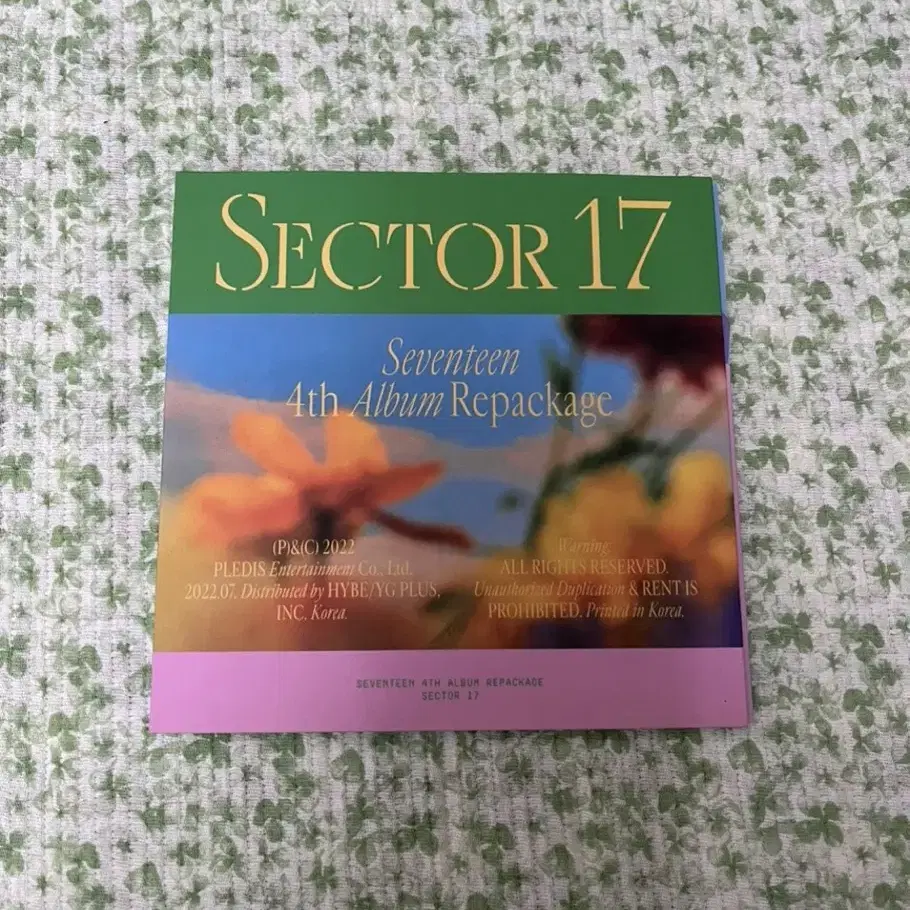 SECTOR 17
Seventeen
4th Album Repackage
(P)&(C) 2022
PLEDIS Entertainment Co., Ltd.
2022.07. Distributed by HYBE/YG PLUS,
INC. Korea.
Warning:
ALL RIGHTS RESERVED.
Unauthorized Duplication & RENT IS
PROHIBITED. Printed in Korea.
SEVENTEEN 4TH ALBUM REPACKAGE
SECTOR 17